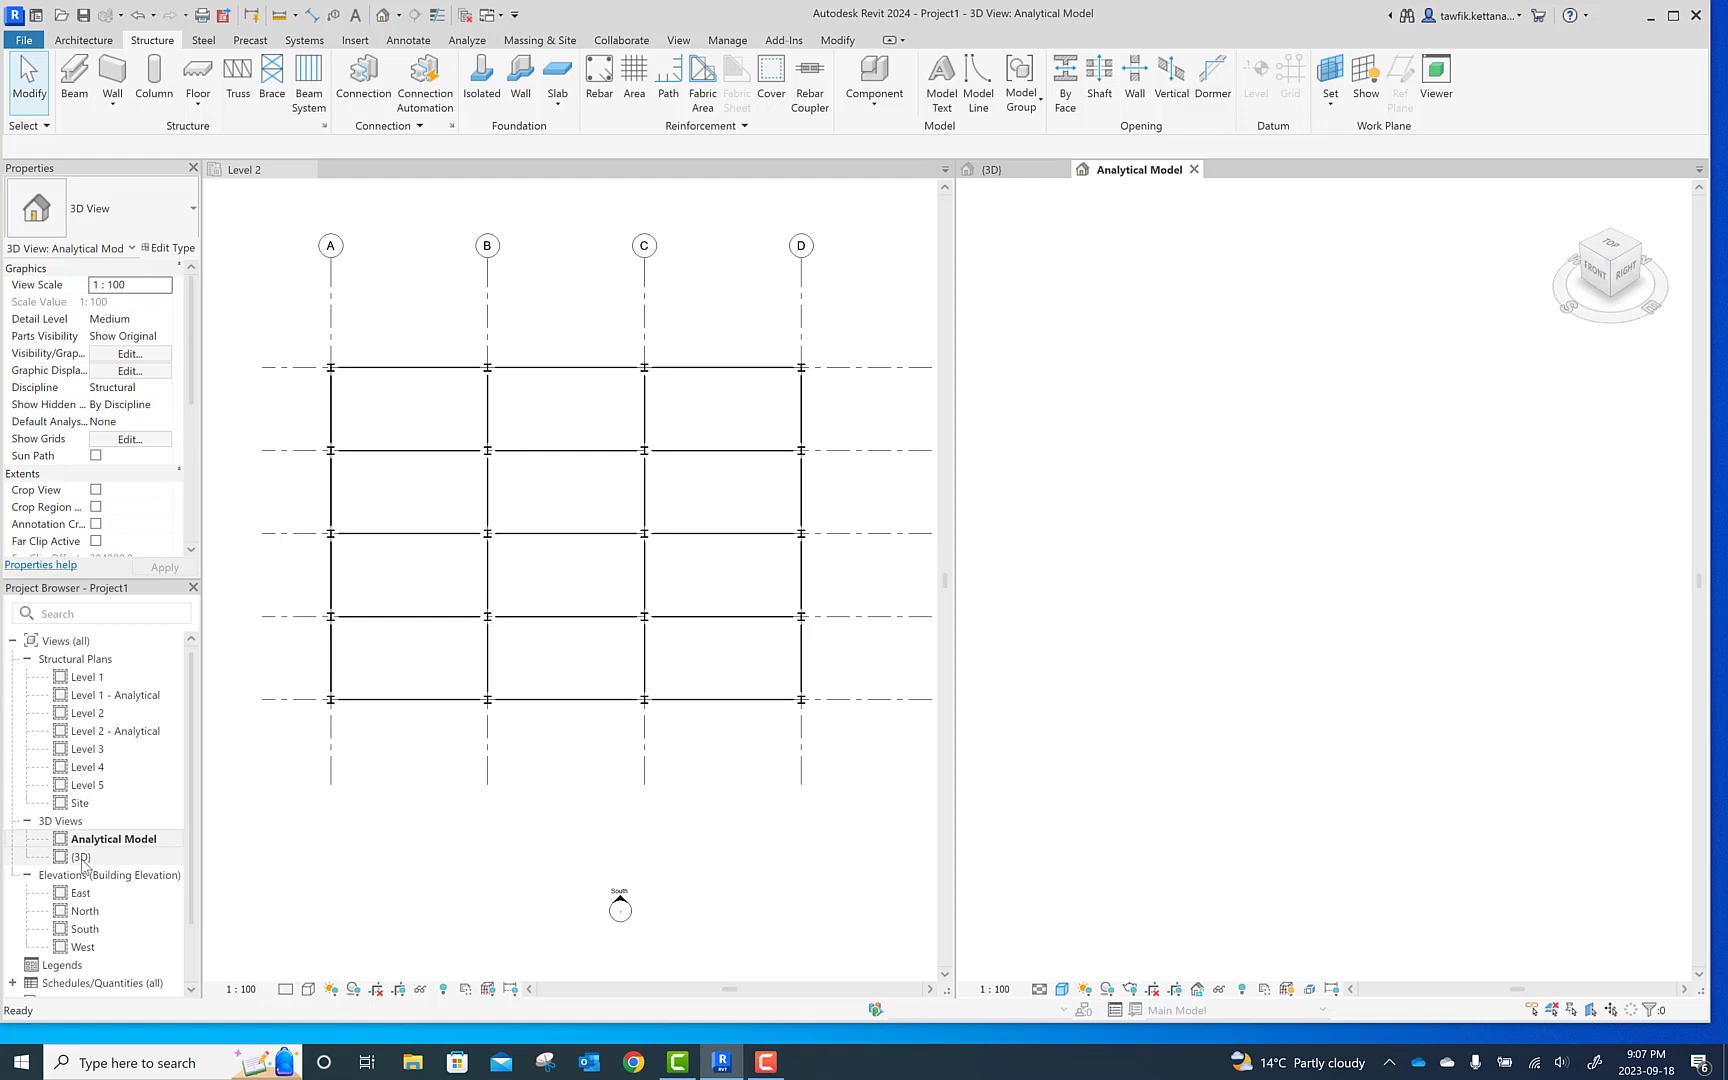 Autodesk Revit 2024 - Project1 - 3D View: Analytical Model
tawfik.kettana...
File Architecture Structure Steel Precast Systems Insert Annotate Analyze Massing & Site Collaborate View Manage Add-Ins Modify
Modify Beam Wall Column Floor Truss Brace Beam System Connection Connection Automation Isolated Wall Slab Rebar Area Path Fabric Area Fabric Sheet Cover Rebar Coupler Component Model Text Model Line Model Group By Face Shaft Wall Vertical Dormer Level Grid Set Show Ref Plane Viewer
Select Structure Connection Foundation Reinforcement Model Opening Datum Work Plane
Properties
3D View
3D View: Analytical Mod Edit Type
Graphics
View Scale 1 : 100
Scale Value 1: 100
Detail Level Medium
Parts Visibility Show Original
Visibility/Grap... Edit...
Graphic Displa... Edit...
Discipline Structural
Show Hidden ... By Discipline
Default Analys... None
Show Grids Edit...
Sun Path
Extents
Crop View
Crop Region ...
Annotation Cr...
Far Clip Active
Properties help Apply
Project Browser - Project1
Search
Views (all)
Structural Plans
Level 1
Level 1 - Analytical
Level 2
Level 2 - Analytical
Level 3
Level 4
Level 5
Site
3D Views
Analytical Model
{3D}
Elevations (Building Elevation)
East
North
South
West
Legends
Schedules/Quantities (all)
Level 2
A B C D
South
1 : 100
{3D} Analytical Model
TOP
FRONT RIGHT
S E
1 : 100
Ready
Main Model
:0
Type here to search
RVT
14°C Partly cloudy
9:07 PM
2023-09-18
6